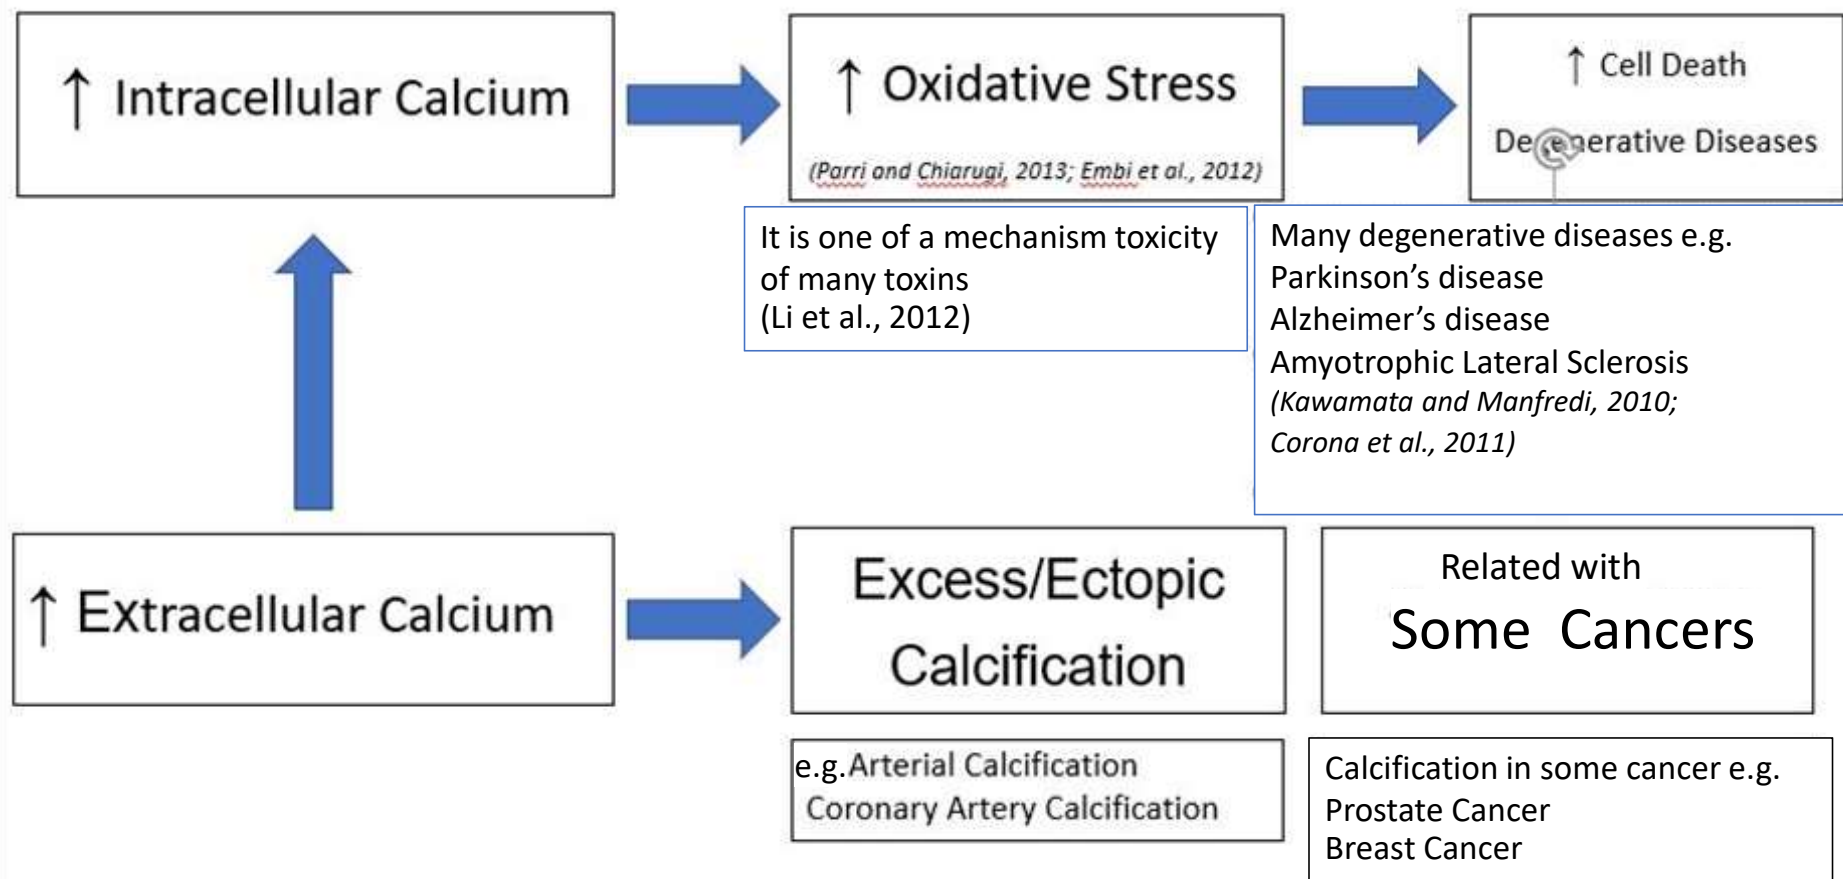 ↑ Intracellular Calcium
↑ Oxidative Stress
(Parri and Chiarugi, 2013; Embi et al., 2012)
↑ Cell Death
Degenerative Diseases
It is one of a mechanism toxicity
of many toxins
(Li et al., 2012)
Many degenerative diseases e.g.
Parkinson’s disease
Alzheimer’s disease
Amyotrophic Lateral Sclerosis
(Kawamata and Manfredi, 2010;
Corona et al., 2011)
↑ Extracellular Calcium
Excess/Ectopic
Calcification
Related with
Some Cancers
e.g. Arterial Calcification
Coronary Artery Calcification
Calcification in some cancer e.g.
Prostate Cancer
Breast Cancer